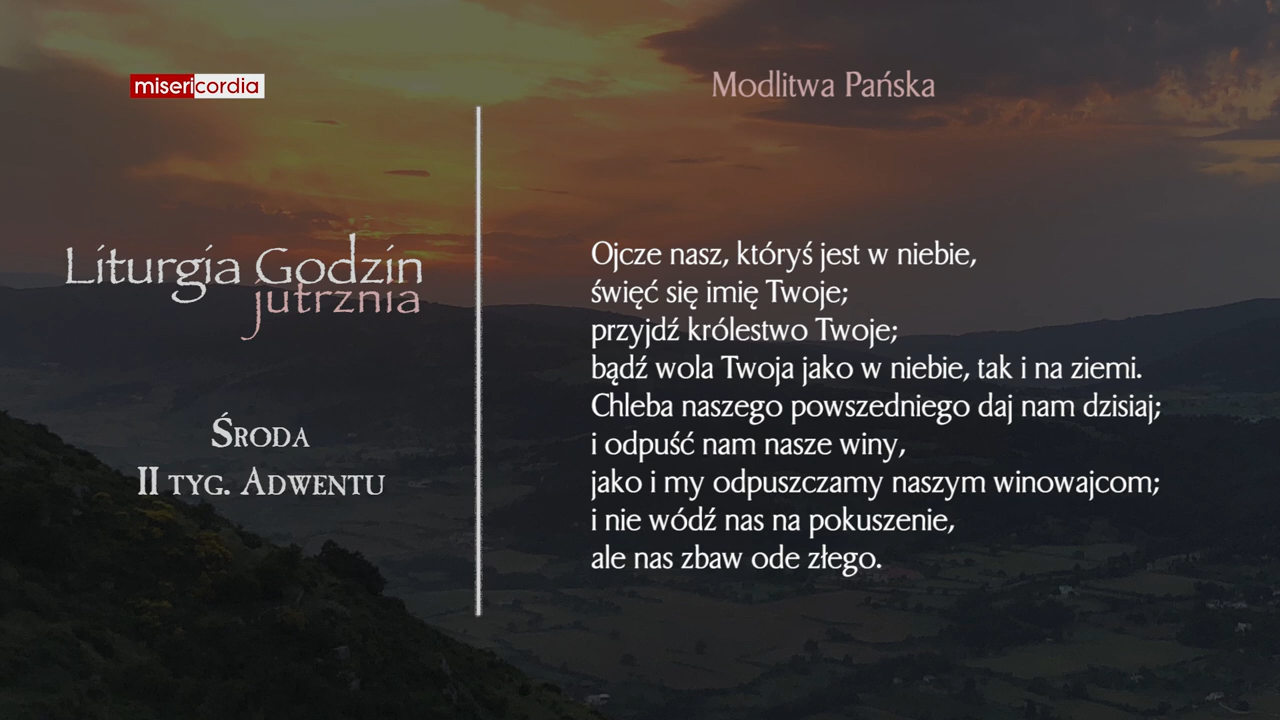 misericordia
Liturgia Godzin
jutrznia
Środa
II tyg. Adwentu
Modlitwa Pańska
Ojcze nasz, któryś jest w niebie,
święć się imię Twoje;
przyjdź królestwo Twoje;
bądź wola Twoja jako w niebie, tak i na ziemi.
Chleba naszego powszedniego daj nam dzisiaj;
i odpuść nam nasze winy,
jako i my odpuszczamy naszym winowajcom;
i nie wódź nas na pokuszenie,
ale nas zbaw ode złego.